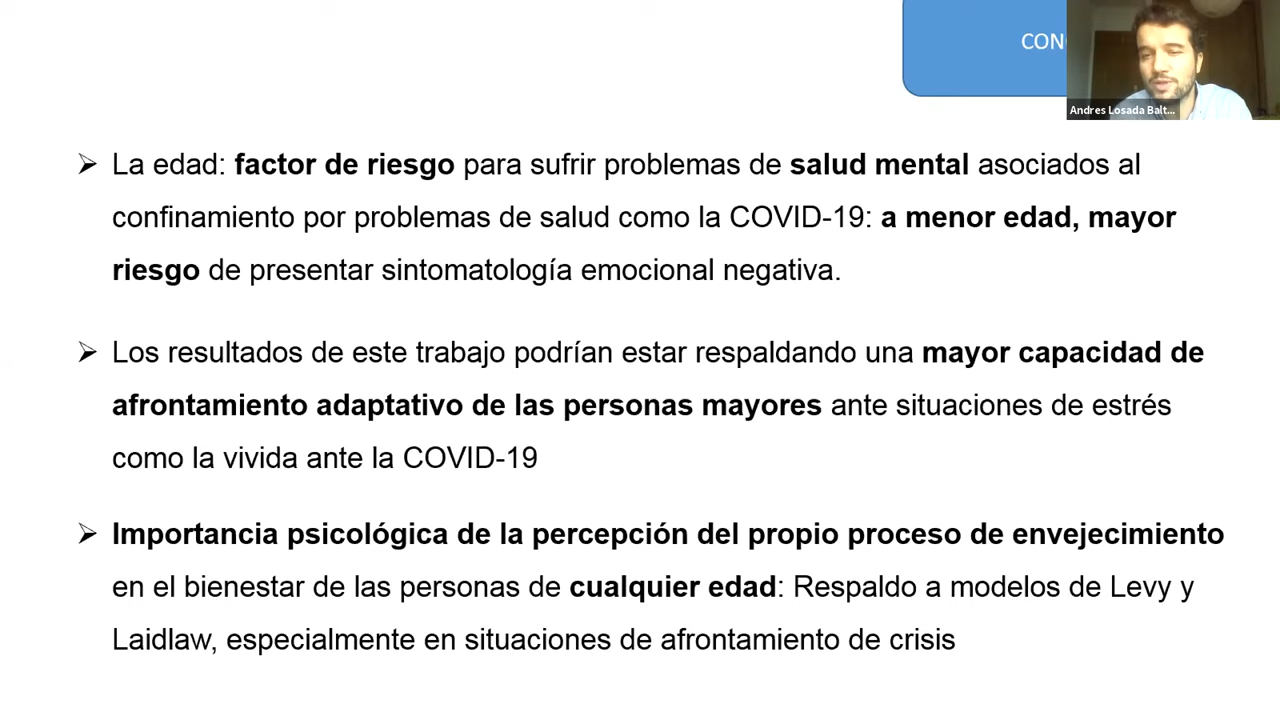 CON
Andres Losada Balt...
➢ La edad: factor de riesgo para sufrir problemas de salud mental asociados al
confinamiento por problemas de salud como la COVID-19: a menor edad, mayor
riesgo de presentar sintomatología emocional negativa.
➢ Los resultados de este trabajo podrían estar respaldando una mayor capacidad de
afrontamiento adaptativo de las personas mayores ante situaciones de estrés
como la vivida ante la COVID-19
➢ Importancia psicológica de la percepción del propio proceso de envejecimiento
en el bienestar de las personas de cualquier edad: Respaldo a modelos de Levy y
Laidlaw, especialmente en situaciones de afrontamiento de crisis